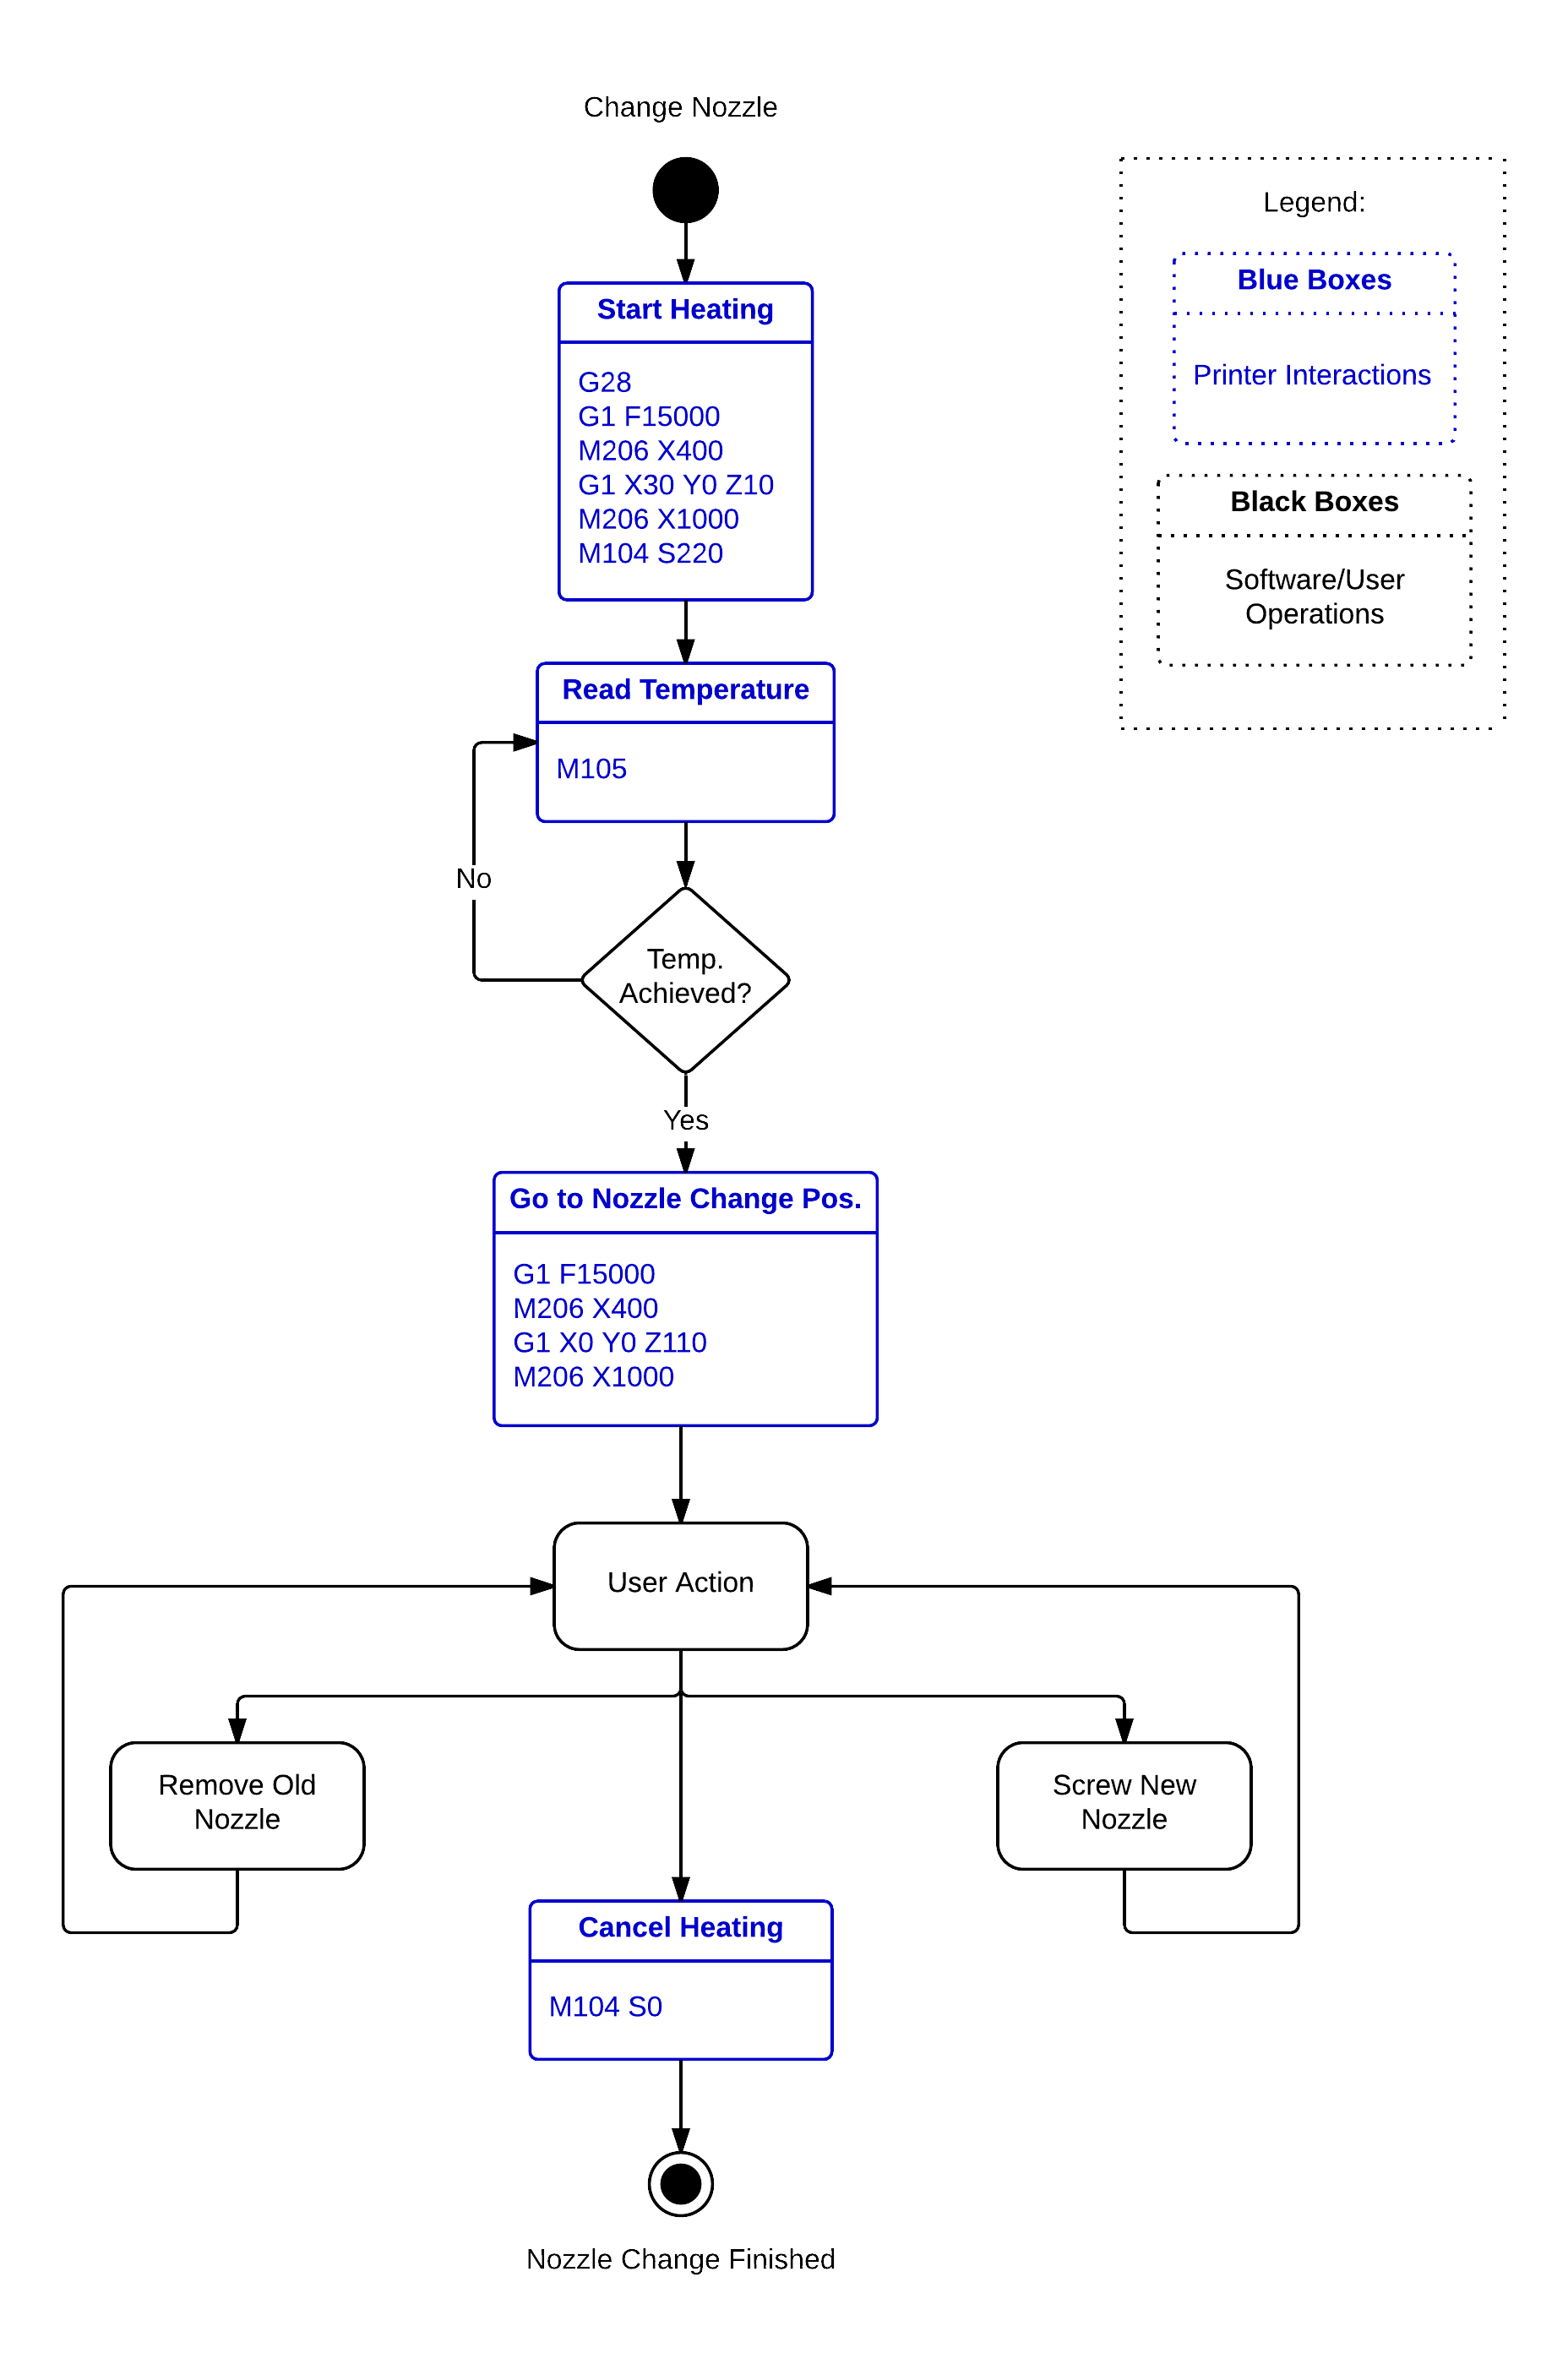 Change Nozzle
Legend:
Blue Boxes
Printer Interactions
Black Boxes
Software/User
Operations
Start Heating
G28
G1 F15000
M206 X400
G1 X30 Y0 Z10
M206 X1000
M104 S220
Read Temperature
M105
No
Temp.
Achieved?
Yes
Go to Nozzle Change Pos.
G1 F15000
M206 X400
G1 X0 Y0 Z110
M206 X1000
User Action
Remove Old
Nozzle
Screw New
Nozzle
Cancel Heating
M104 S0
Nozzle Change Finished